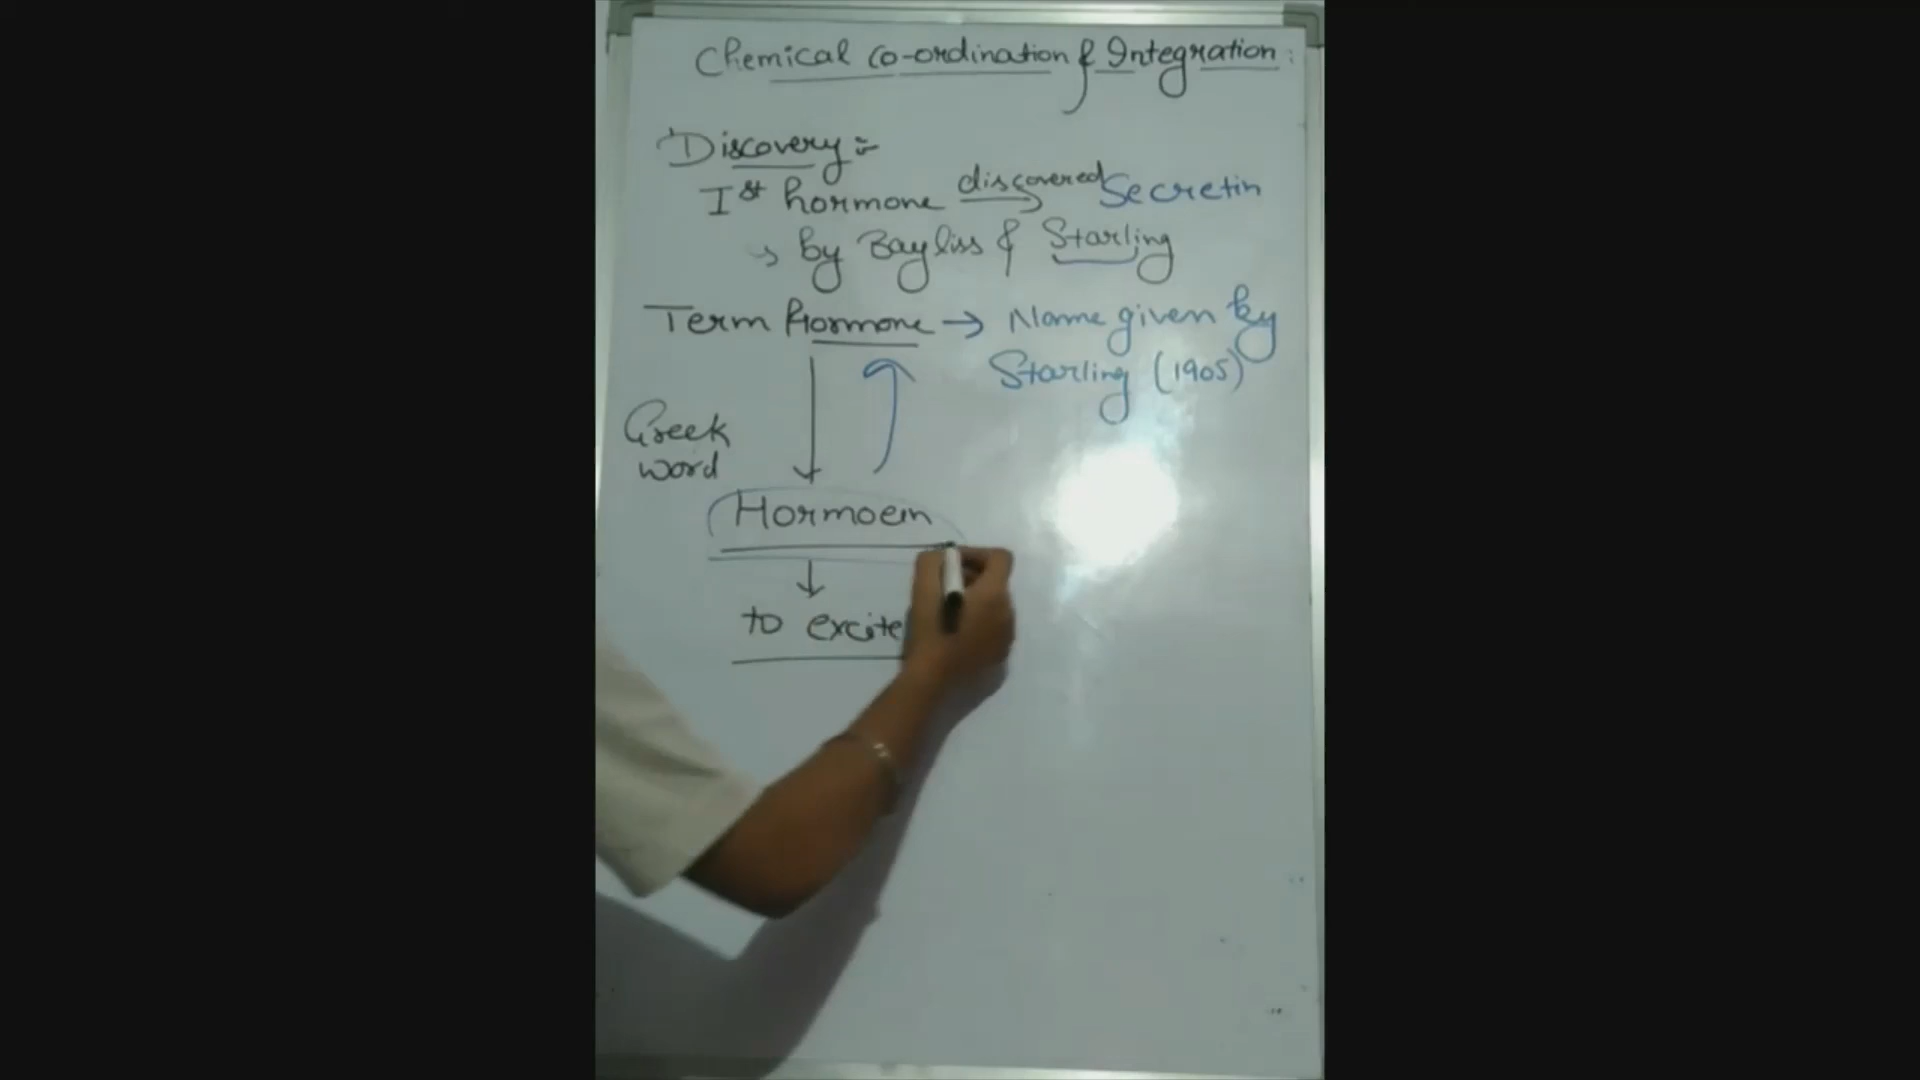 Chemical Co-ordination & Integration:
Discovery:-
Ist hormone discovered Secretin
→ by Bayliss & Starling
Term Hormone → Name given by
Starling (1905)
Greek
word
Hormoein
↓
to excite